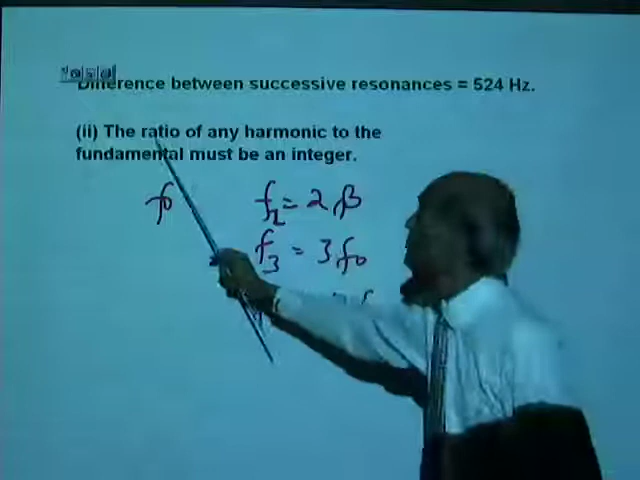 Difference between successive resonances = 524 Hz.
(ii) The ratio of any harmonic to the
fundamental must be an integer.
f0 f2 = 2f0
f3 = 3f0